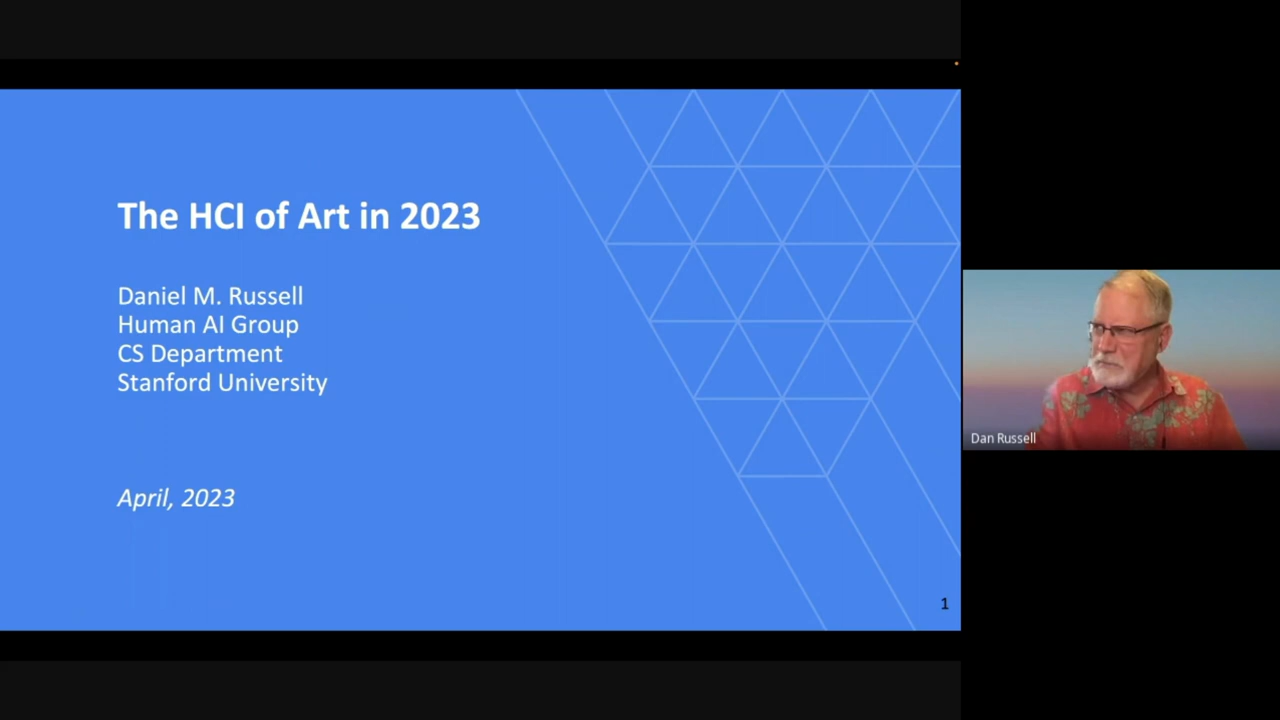 The HCI of Art in 2023
Daniel M. Russell
Human AI Group
CS Department
Stanford University
April, 2023
1
Dan Russell